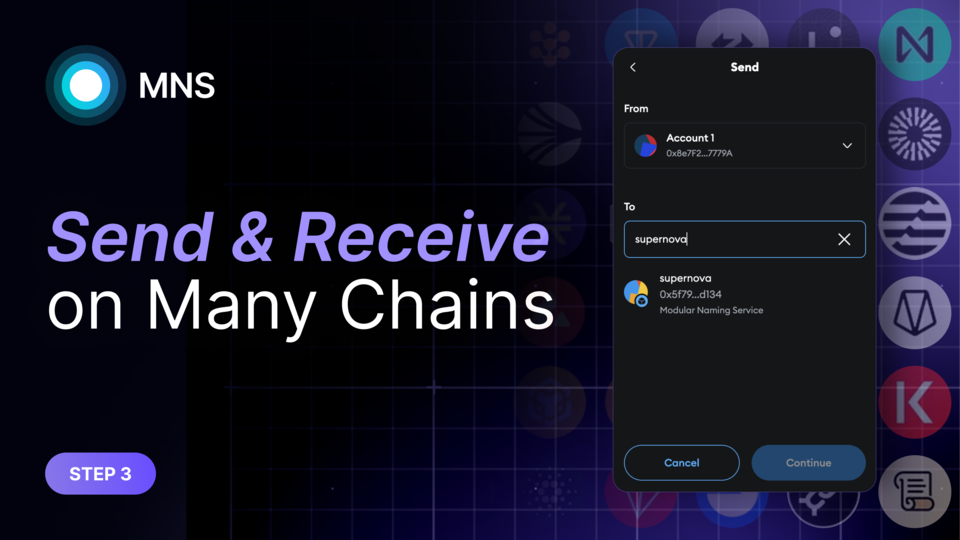 MNS
Send & Receive
on Many Chains
STEP 3
Send
From
Account 1
0x8e7F2...7779A
To
supernova
supernova
0x5f79...d134
Modular Naming Service
Cancel
Continue